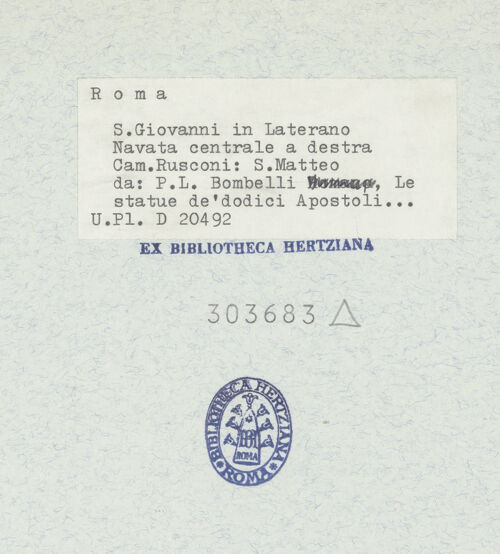 R o m a
S.Giovanni in Laterano
Navata centrale a destra
Cam.Rusconi: S.Matteo
da: P.L. Bombelli , Le
statue de'dodici Apostoli...
U.Pl. D 20492
EX BIBLIOTHECA HERTZIANA
303683 △
BIBLIOTHECA HERTZIANA
ROMA
* ROMA *